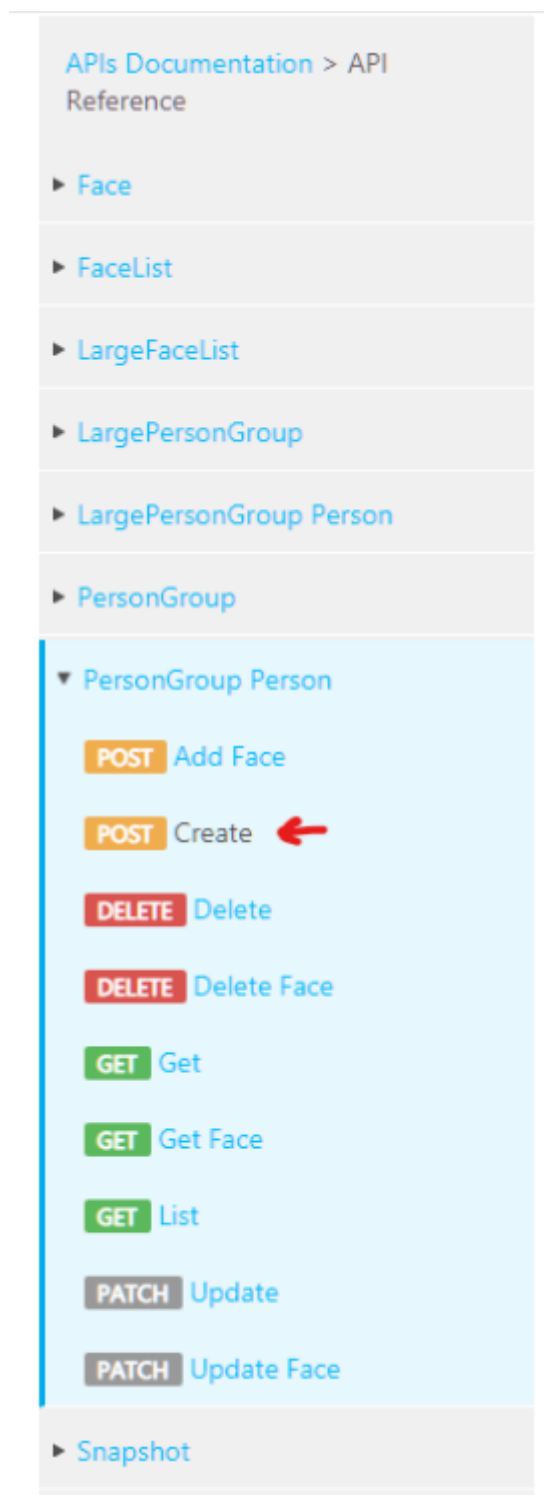 APIs Documentation > API
Reference
Face
FaceList
LargeFaceList
LargePersonGroup
LargePersonGroup Person
PersonGroup
PersonGroup Person
POST Add Face
POST Create
DELETE Delete
DELETE Delete Face
GET Get
GET Get Face
GET List
PATCH Update
PATCH Update Face
Snapshot